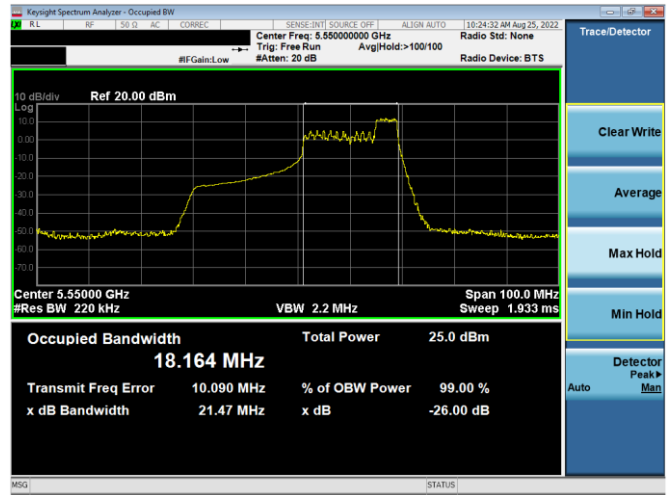 Keysight Spectrum Analyzer - Occupied BW
LXI RL RF 50 Ω AC CORREC SENSE:INT SOURCE OFF ALIGN AUTO 10:24:32 AM Aug 25, 2022
Center Freq: 5.550000000 GHz Radio Std: None
Trig: Free Run Avg|Hold:>100/100
#IFGain:Low #Atten: 20 dB Radio Device: BTS
10 dB/div Ref 20.00 dBm
Log
10.0
0.00
-10.0
-20.0
-30.0
-40.0
-50.0
-60.0
-70.0
Center 5.55000 GHz Span 100.0 MHz
#Res BW 220 kHz VBW 2.2 MHz Sweep 1.933 ms
Occupied Bandwidth Total Power 25.0 dBm
18.164 MHz
Transmit Freq Error 10.090 MHz % of OBW Power 99.00 %
x dB Bandwidth 21.47 MHz x dB -26.00 dB
MSG STATUS
Trace/Detector
Clear Write
Average
Max Hold
Min Hold
Detector
Peak▶
Auto Man